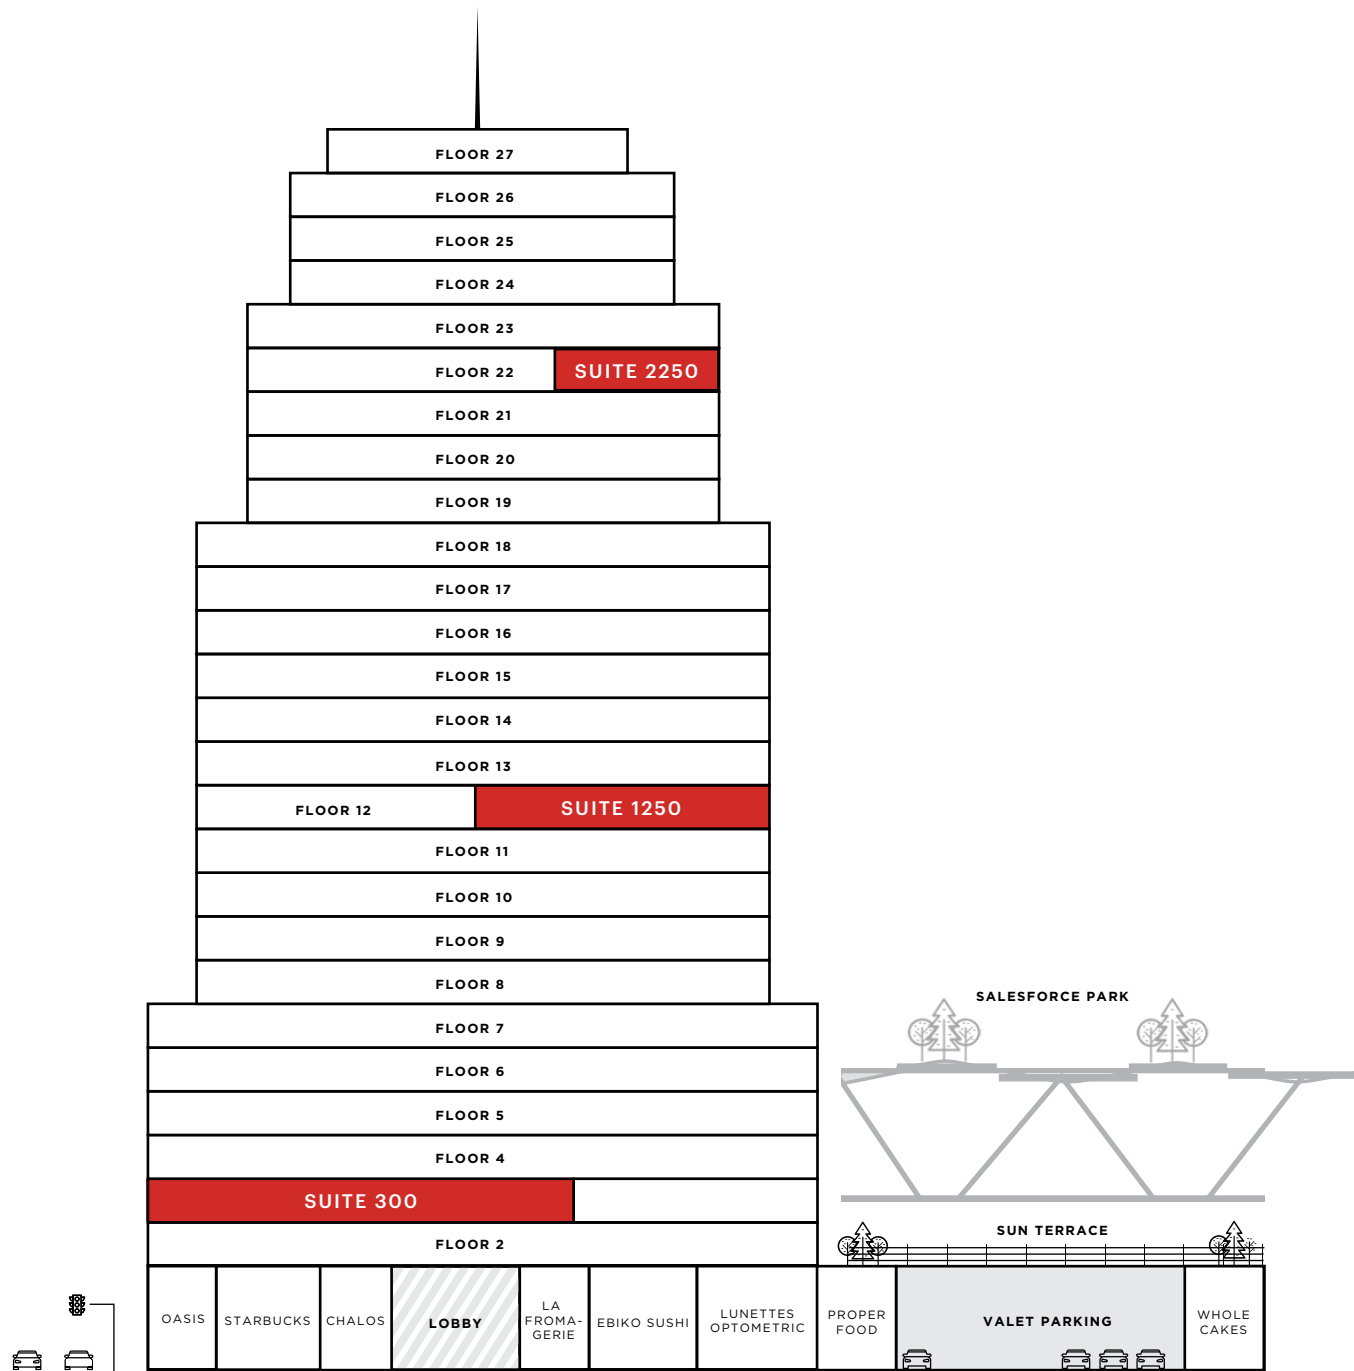 FLOOR 27
FLOOR 26
FLOOR 25
FLOOR 24
FLOOR 23
FLOOR 22
SUITE 2250
FLOOR 21
FLOOR 20
FLOOR 19
FLOOR 18
FLOOR 17
FLOOR 16
FLOOR 15
FLOOR 14
FLOOR 13
FLOOR 12
SUITE 1250
FLOOR 11
FLOOR 10
FLOOR 9
FLOOR 8
SALESFORCE PARK
FLOOR 7
FLOOR 6
FLOOR 5
FLOOR 4
SUITE 300
SUN TERRACE
FLOOR 2
OASIS
STARBUCKS
CHALOS
LOBBY
LA
FROMA-
GERIE
EBIKO SUSHI
LUNETTES
OPTOMETRIC
PROPER
FOOD
VALET PARKING
WHOLE
CAKES